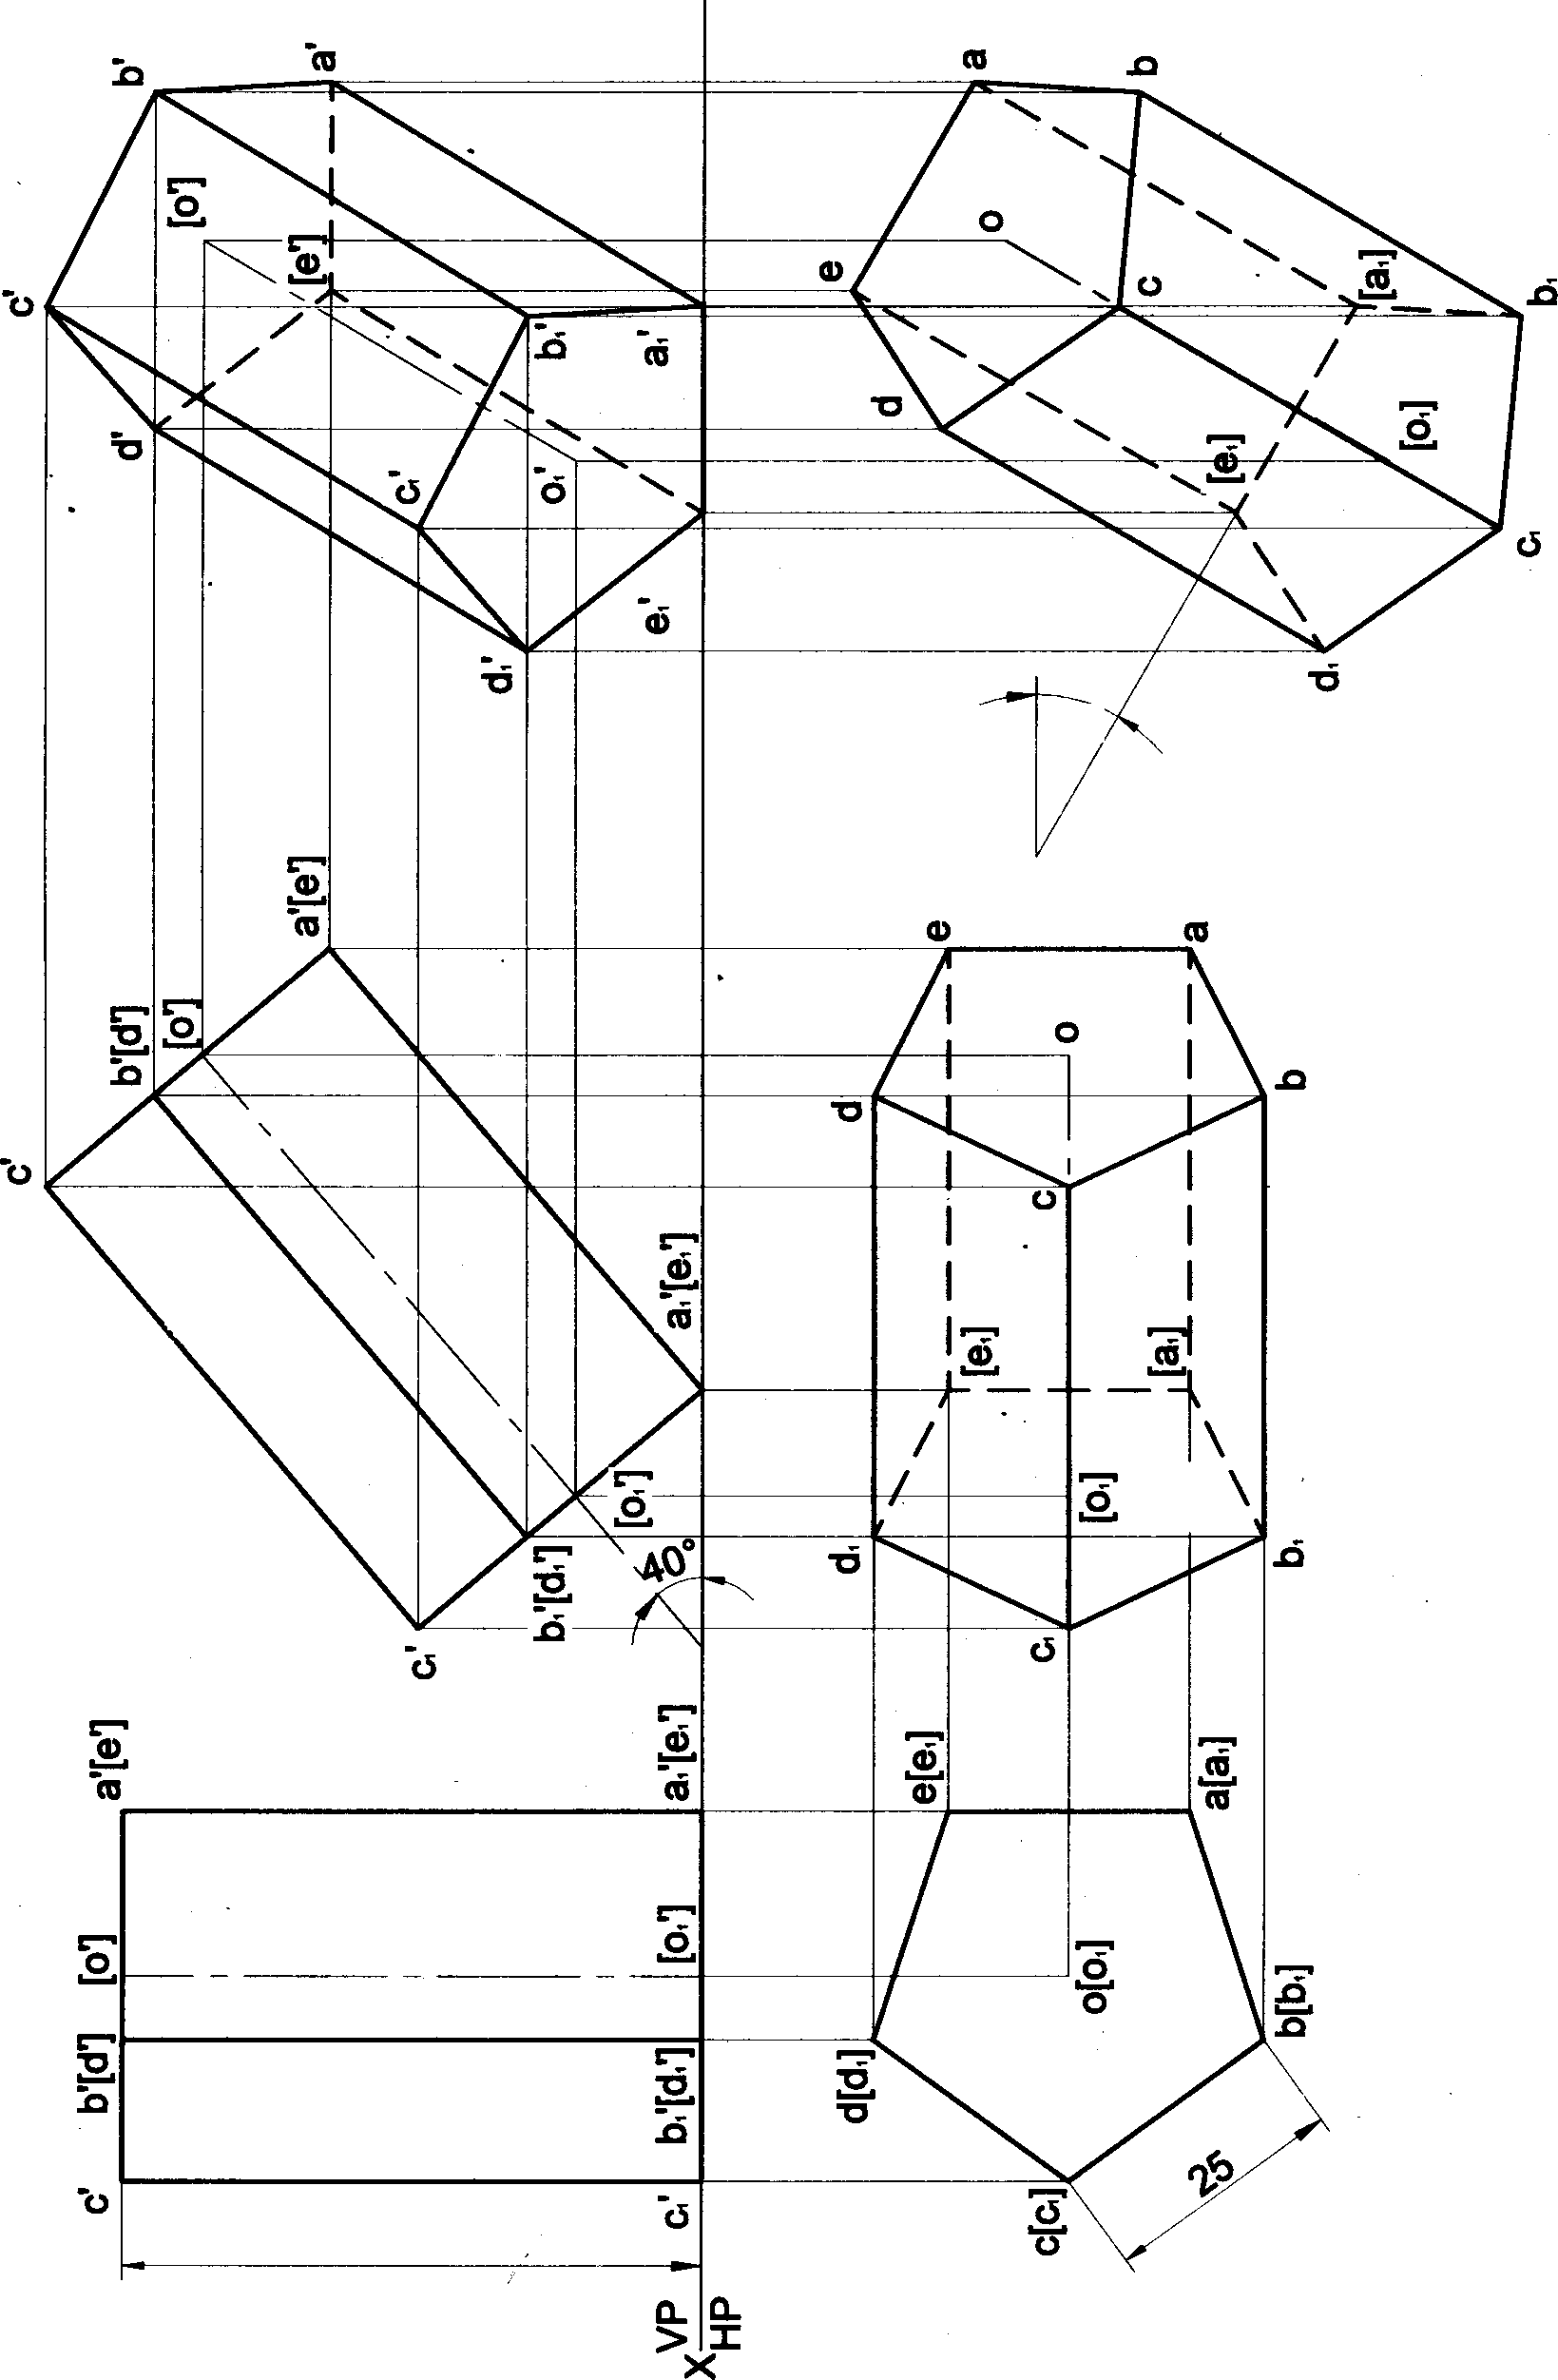 c'
b'[d']
[o']
a'[e']
c₁'
b₁'[d₁']
[o₁']
a₁'[e₁']
c'
b'[d']
[o']
a'[e']
c₁'
b₁'[d₁']
[o₁']
a₁'[e₁']
40°
c'
b'
d'
[o']
[e']
a'
c₁'
d₁'
b₁'
o₁'
e₁'
a₁'
VP
X
HP
d[d₁]
e[e₁]
c[c₁]
o[o₁]
a[a₁]
b[b₁]
25
d₁
d
e
[e₁]
c₁
c
o
[o₁]
[a₁]
a
b₁
b
e
d
a
o
c
b
[e₁]
d₁
[a₁]
[o₁]
c₁
b₁